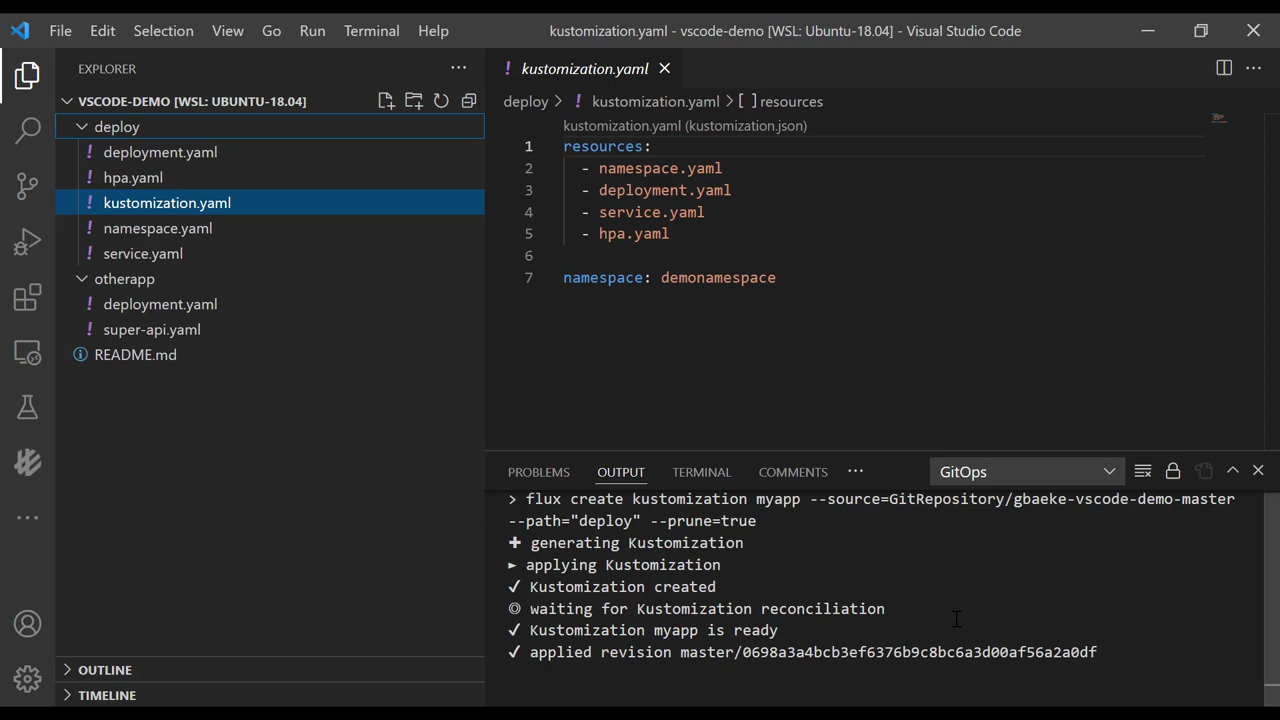 File Edit Selection View Go Run Terminal Help
kustomization.yaml - vscode-demo [WSL: Ubuntu-18.04] - Visual Studio Code
EXPLORER
VSCODE-DEMO [WSL: UBUNTU-18.04]
deploy
! deployment.yaml
! hpa.yaml
! kustomization.yaml
! namespace.yaml
! service.yaml
otherapp
! deployment.yaml
! super-api.yaml
README.md
OUTLINE
TIMELINE
! kustomization.yaml
deploy > ! kustomization.yaml > [ ] resources
kustomization.yaml (kustomization.json)
1 resources:
2 - namespace.yaml
3 - deployment.yaml
4 - service.yaml
5 - hpa.yaml
6
7 namespace: demonamespace
PROBLEMS OUTPUT TERMINAL COMMENTS ··· GitOps
> flux create kustomization myapp --source=GitRepository/gbaeke-vscode-demo-master
--path="deploy" --prune=true
✚ generating Kustomization
► applying Kustomization
✔ Kustomization created
◎ waiting for Kustomization reconciliation
✔ Kustomization myapp is ready
✔ applied revision master/0698a3a4bcb3ef6376b9c8bc6a3d00af56a2a0df